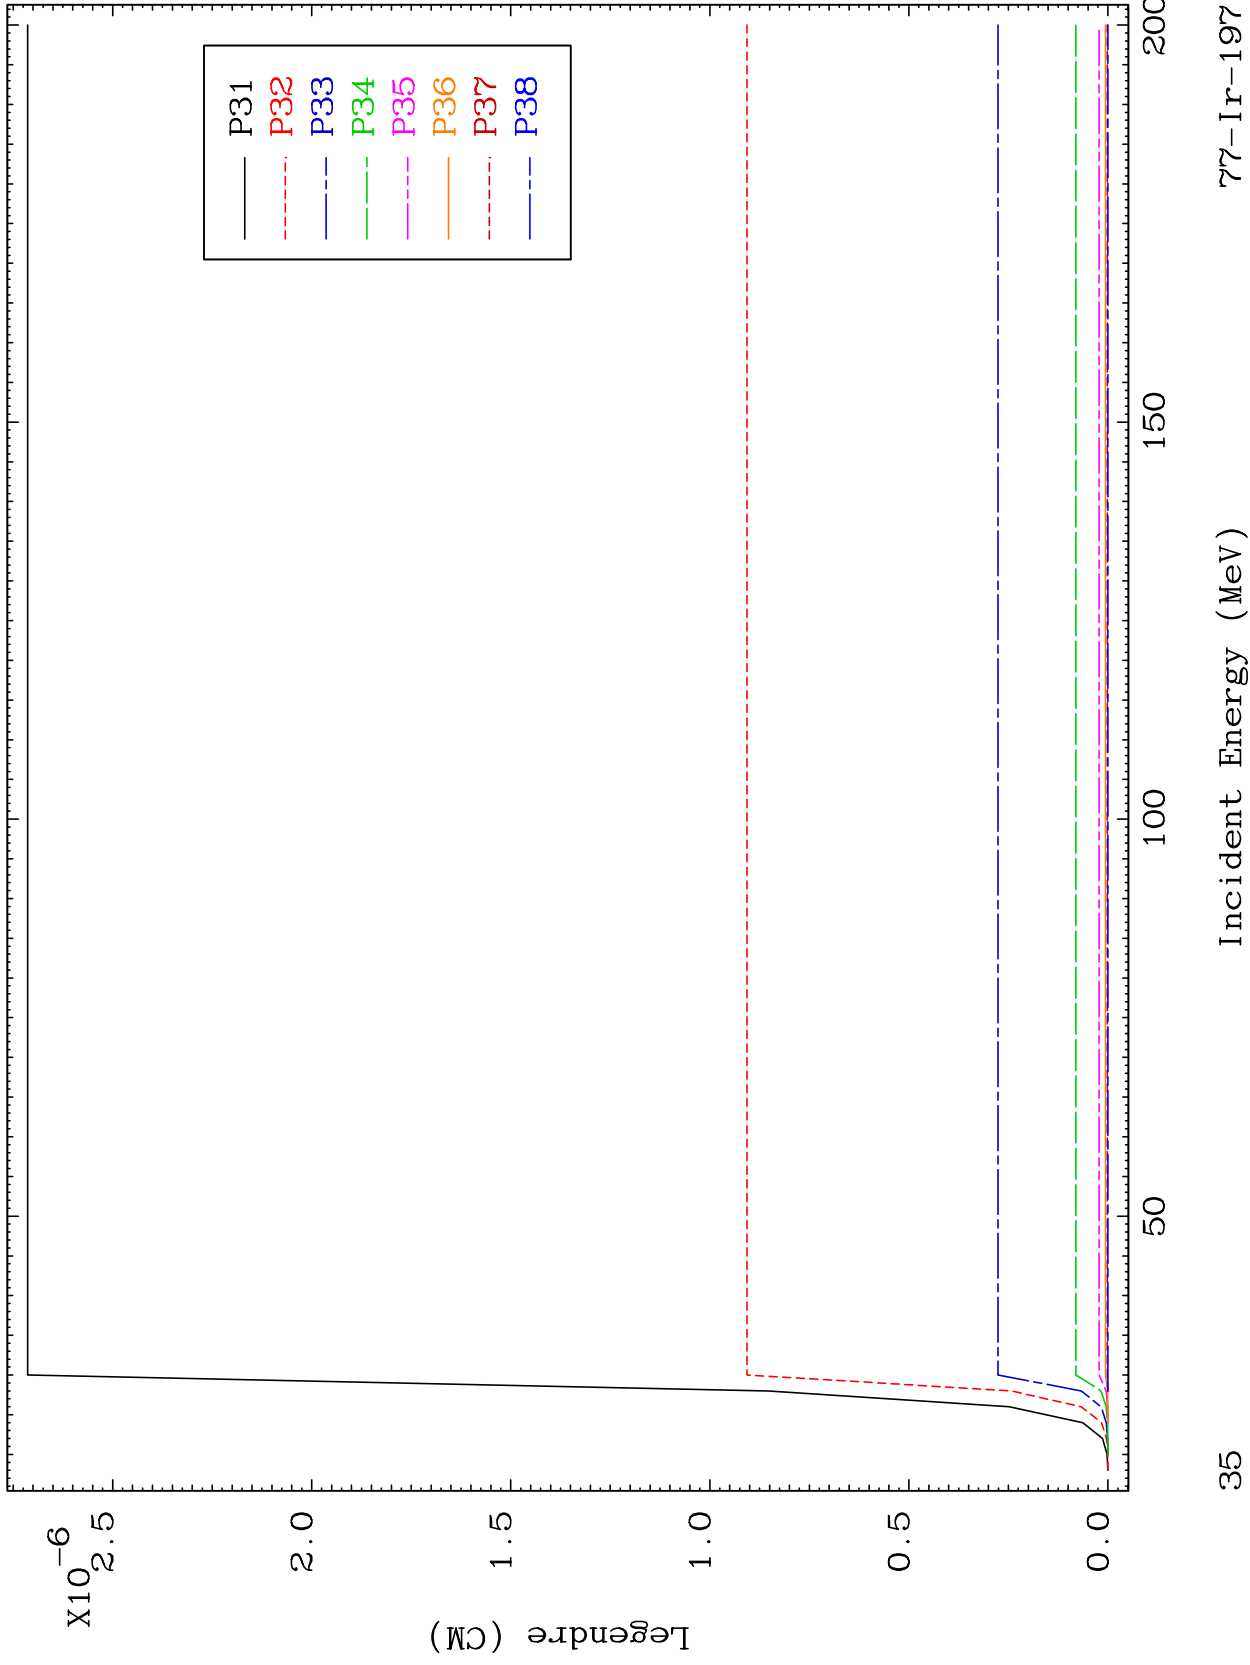 X10^-6
2.5
2.0
1.5
1.0
0.5
0.0
Legendre (CM)
P31
P32
P33
P34
P35
P36
P37
P38
50
100
150
200
35
Incident Energy (MeV)
77-Ir-197